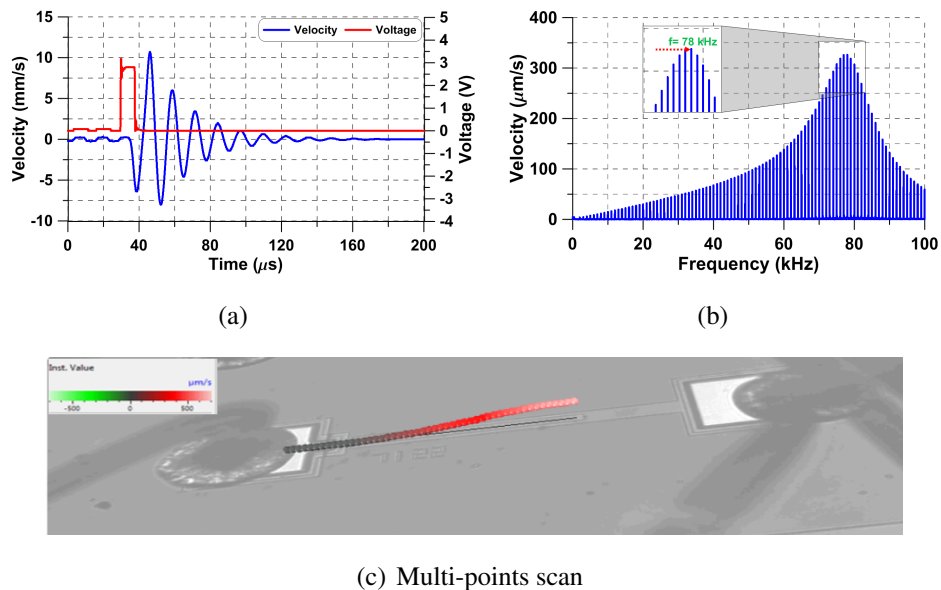 15
10
5
0
-5
-10
Velocity (mm/s)
Velocity Voltage
5
4
3
2
1
0
-1
-2
-3
-4
Voltage (V)
0 40 80 120 160 200
Time (μs)
(a)
400
300
200
100
0
Velocity (μm/s)
f= 78 kHz
0 20 40 60 80 100
Frequency (kHz)
(b)
Inst. Value
μm/s
-500 0 500
(c) Multi-points scan